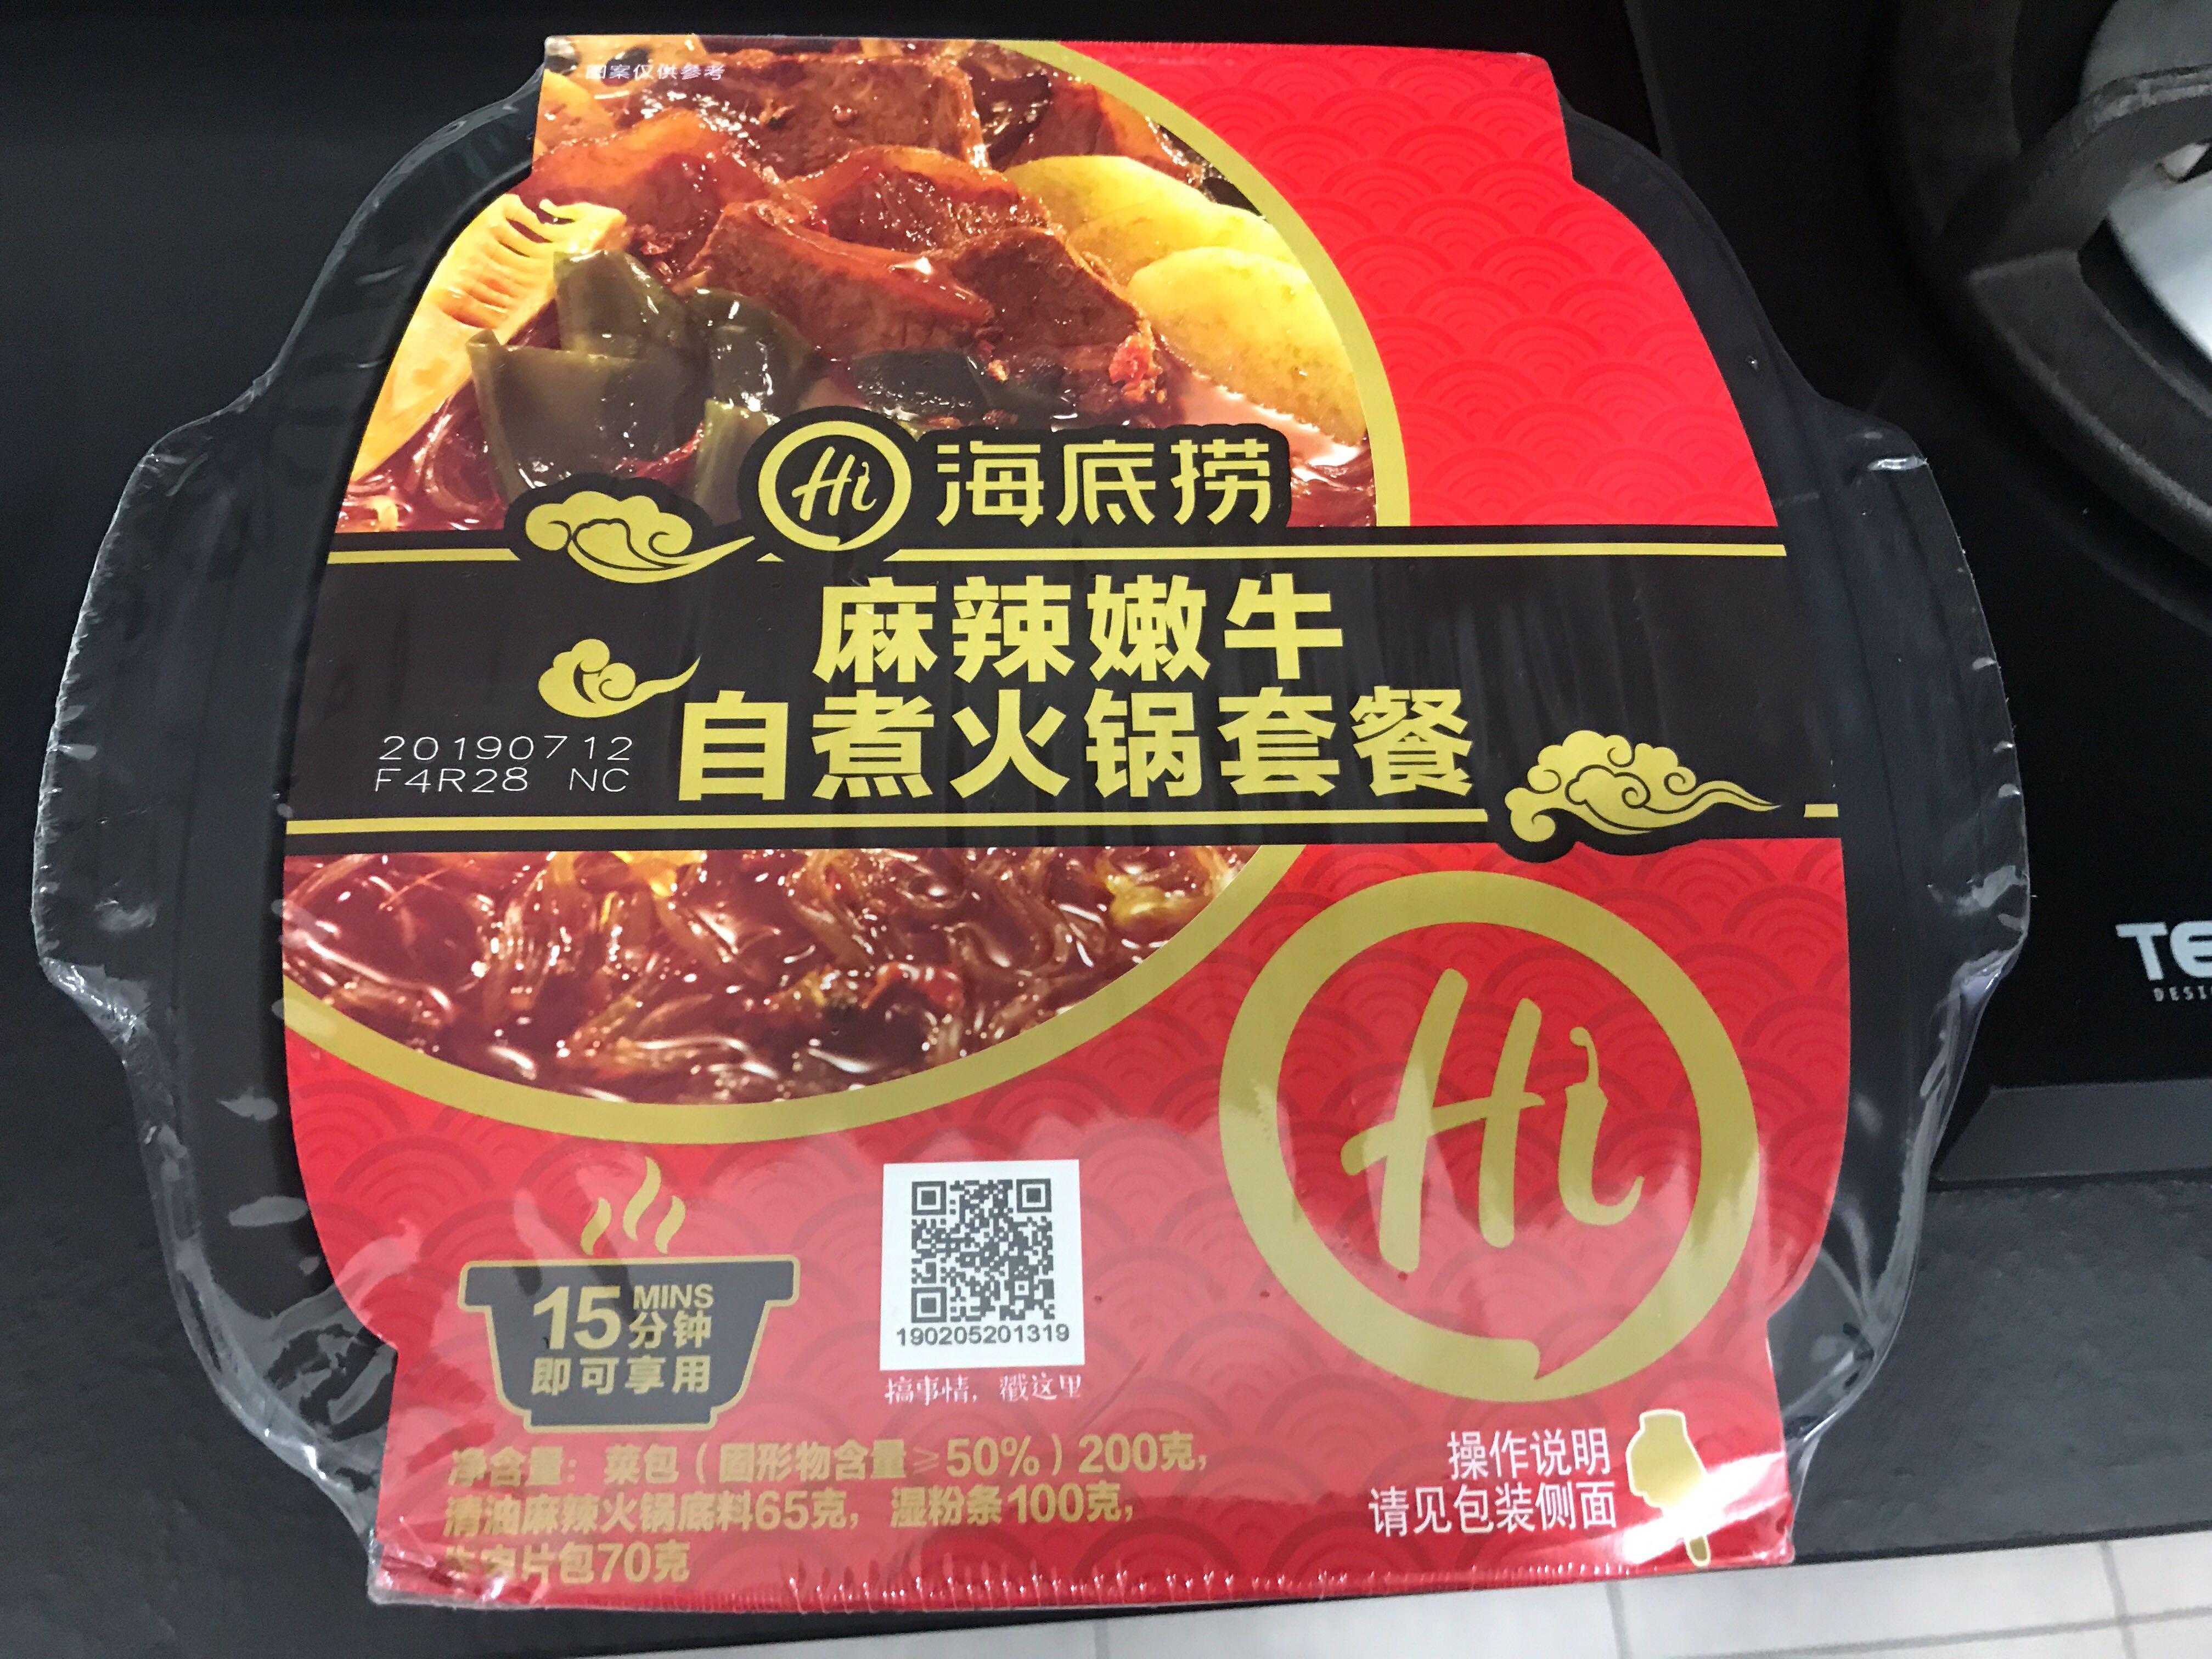 图案仅供参考
Hi 海底捞
麻辣嫩牛
自煮火锅套餐
20190712
F4R28 NC
Hi
15 MINS
分钟
即可享用
190205201319
搞事情，戳这里
净含量：菜包（固形物含量≥50%）200克，
清油麻辣火锅底料65克，湿粉条100克，
牛肉片包70克
操作说明
请见包装侧面
DESI